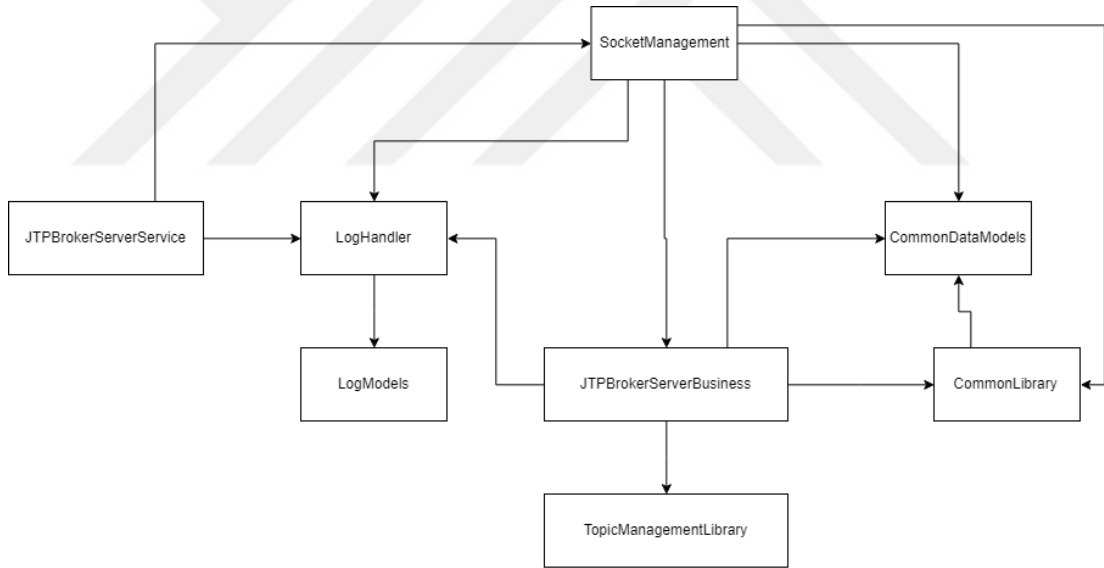 SocketManagement
JTPBrokerServerService
LogHandler
CommonDataModels
LogModels
JTPBrokerServerBusiness
CommonLibrary
TopicManagementLibrary